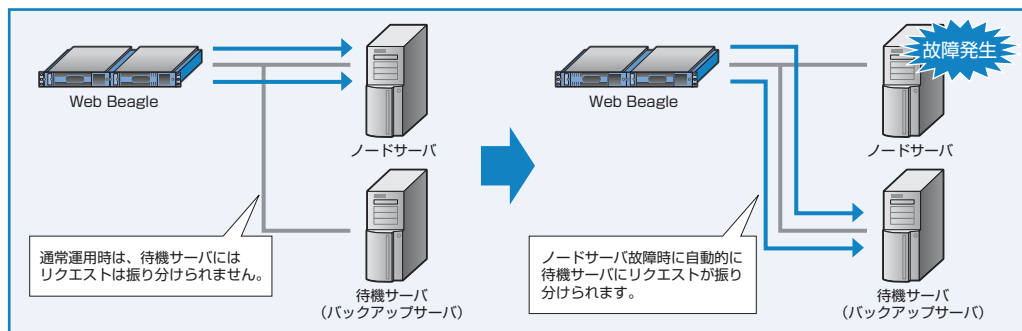 Web Beagle
ノードサーバ
通常運用時は、待機サーバには
リクエストは振り分けられません。
待機サーバ
（バックアップサーバ）
故障発生
Web Beagle
ノードサーバ
ノードサーバ故障時に自動的に
待機サーバにリクエストが振り
分けられます。
待機サーバ
（バックアップサーバ）